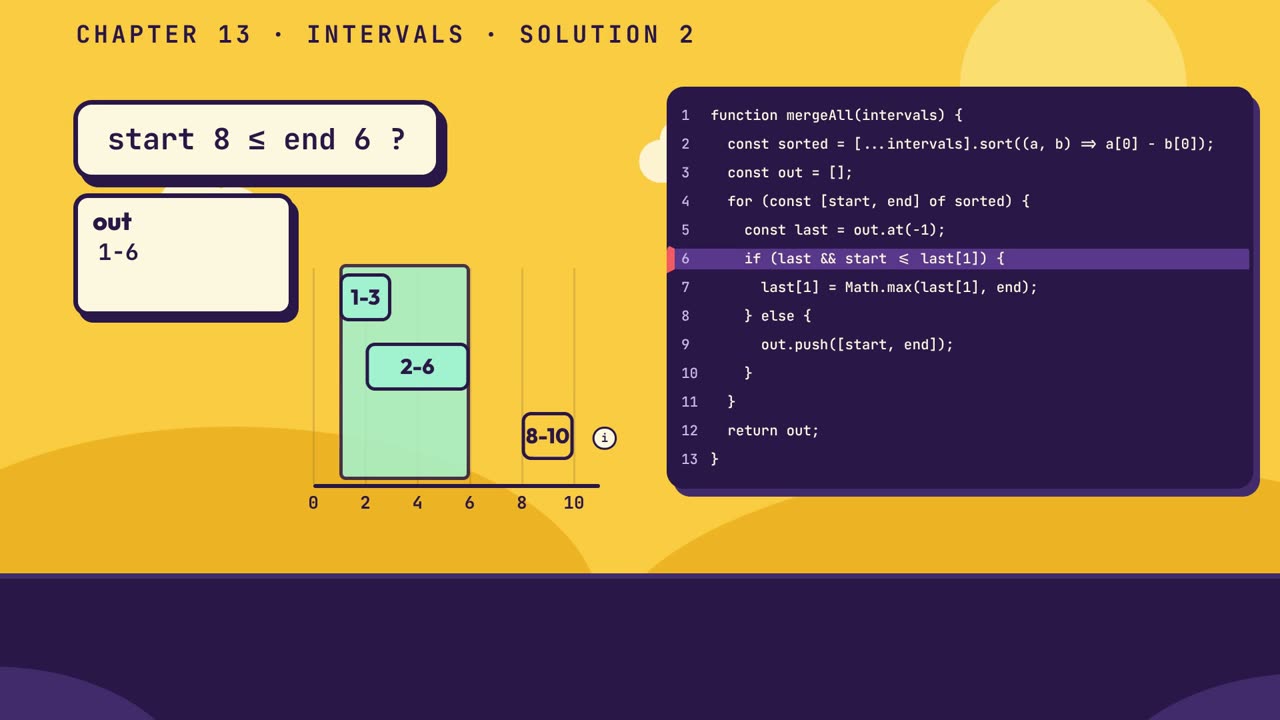 CHAPTER 13 · INTERVALS · SOLUTION 2
start 8 ≤ end 6 ?
out
1-6
1-3
2-6
8-10
i
0 2 4 6 8 10
1 function mergeAll(intervals) {
2 const sorted = [...intervals].sort((a, b) => a[0] - b[0]);
3 const out = [];
4 for (const [start, end] of sorted) {
5 const last = out.at(-1);
6 if (last && start <= last[1]) {
7 last[1] = Math.max(last[1], end);
8 } else {
9 out.push([start, end]);
10 }
11 }
12 return out;
13 }